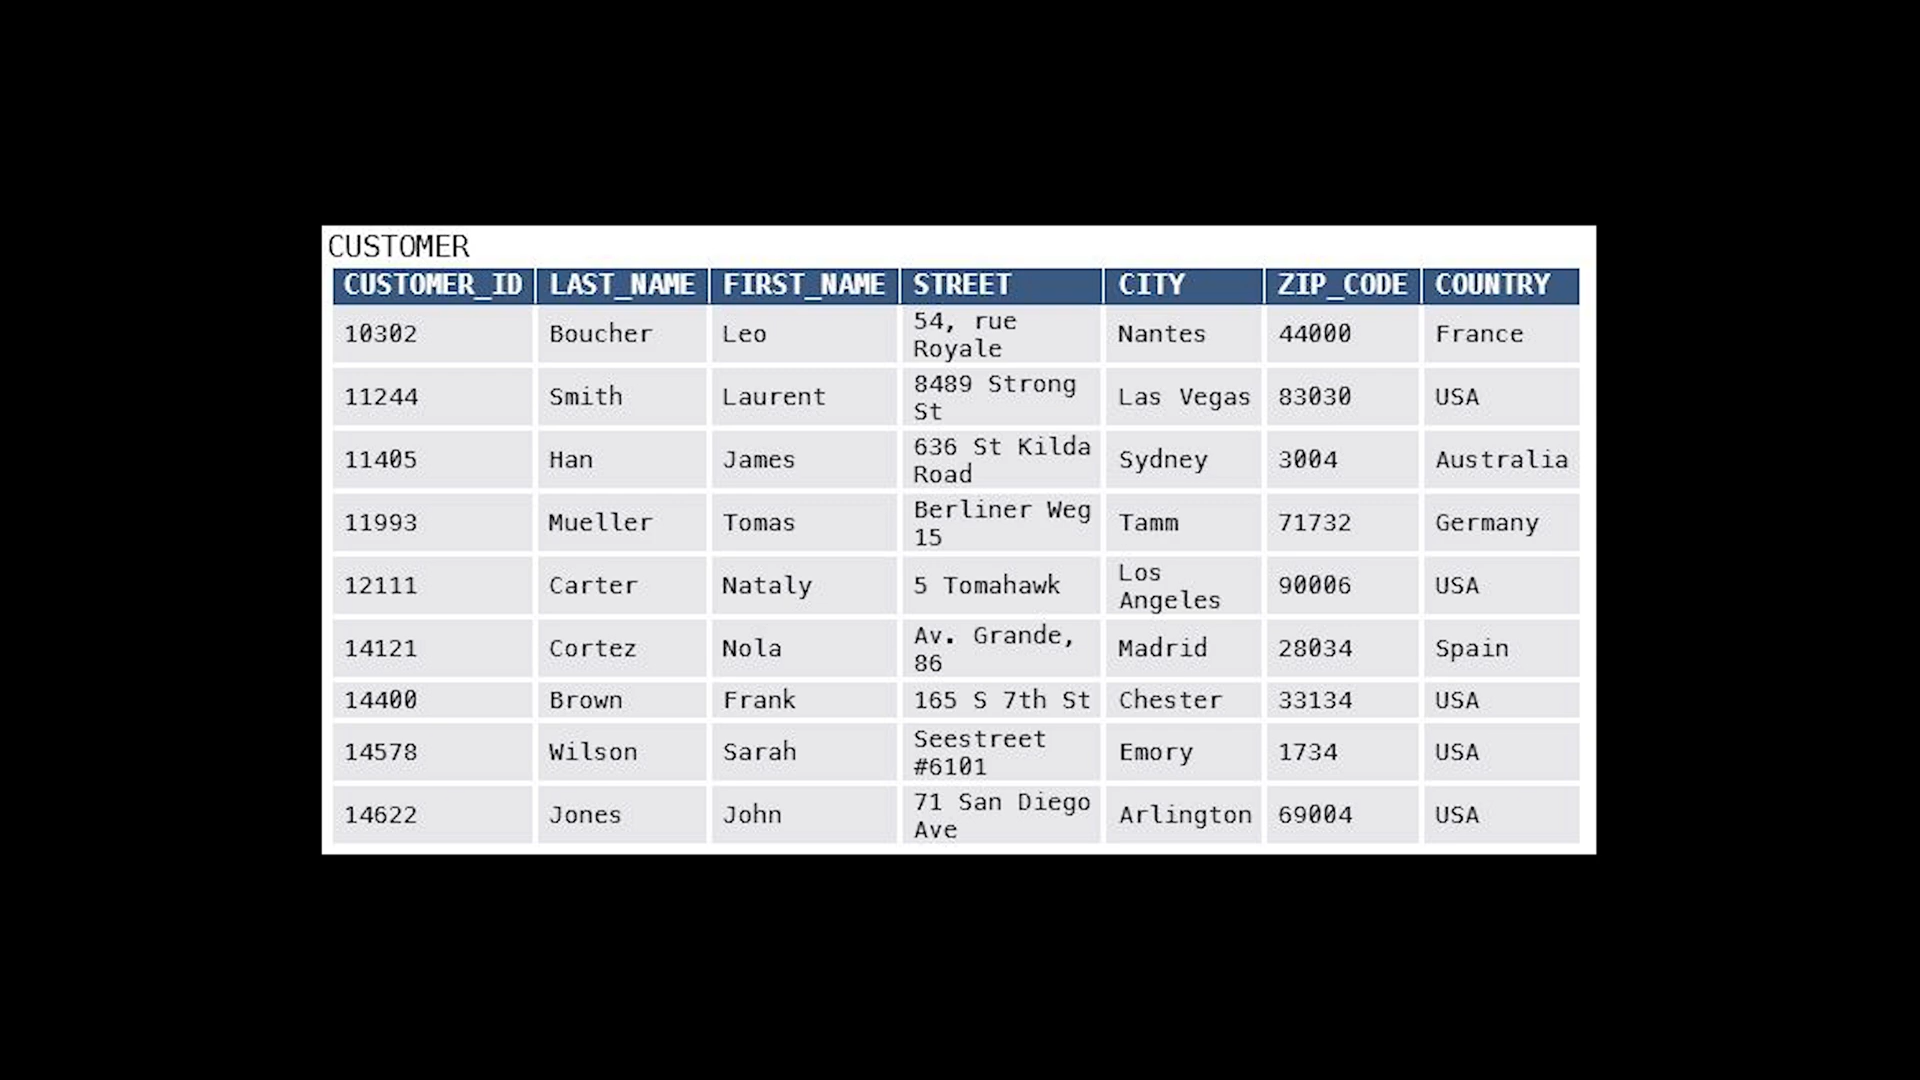 CUSTOMER
CUSTOMER_ID LAST_NAME FIRST_NAME STREET CITY ZIP_CODE COUNTRY
10302 Boucher Leo 54, rue Royale Nantes 44000 France
11244 Smith Laurent 8489 Strong St Las Vegas 83030 USA
11405 Han James 636 St Kilda Road Sydney 3004 Australia
11993 Mueller Tomas Berliner Weg 15 Tamm 71732 Germany
12111 Carter Nataly 5 Tomahawk Los Angeles 90006 USA
14121 Cortez Nola Av. Grande, 86 Madrid 28034 Spain
14400 Brown Frank 165 S 7th St Chester 33134 USA
14578 Wilson Sarah Seestreet #6101 Emory 1734 USA
14622 Jones John 71 San Diego Ave Arlington 69004 USA